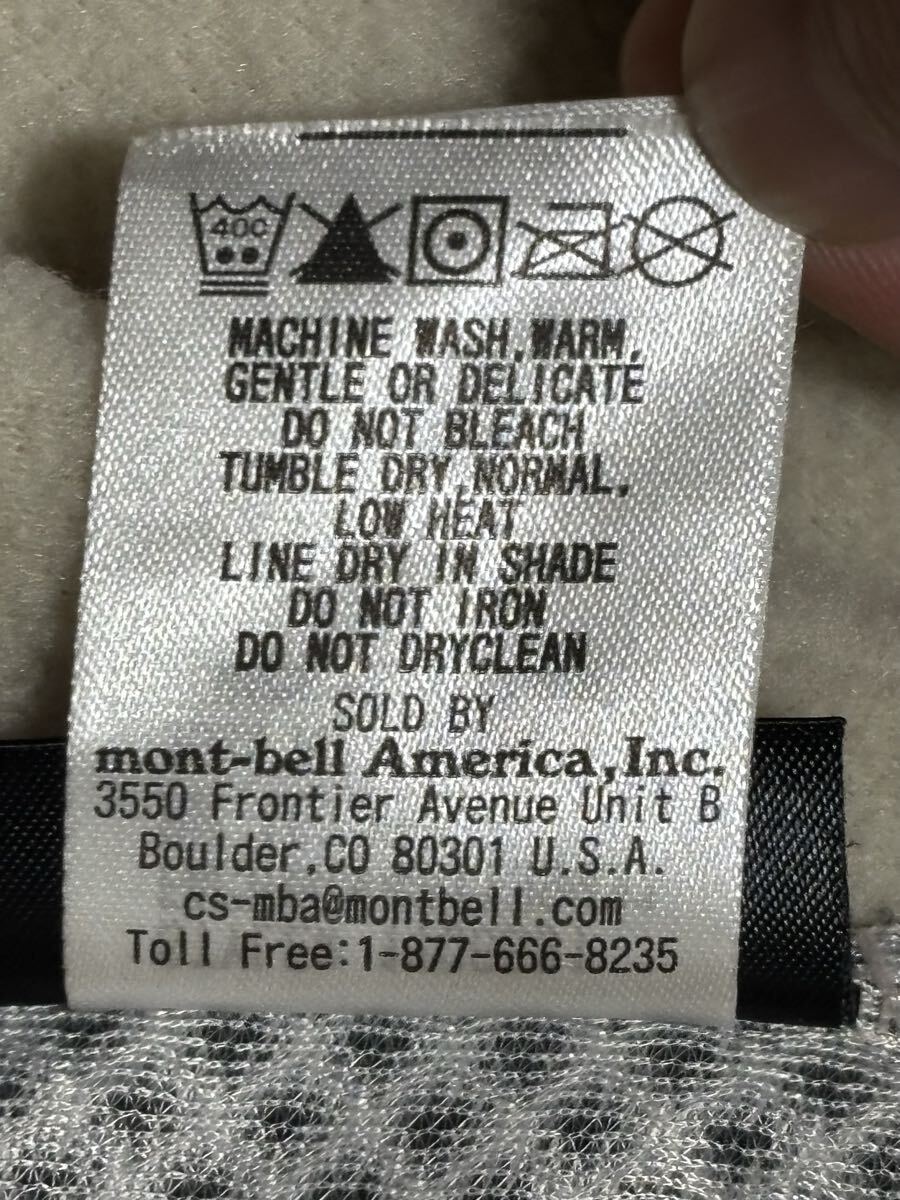 40C
MACHINE WASH,WARM,
GENTLE OR DELICATE
DO NOT BLEACH
TUMBLE DRY,NORMAL,
LOW HEAT
LINE DRY IN SHADE
DO NOT IRON
DO NOT DRYCLEAN
SOLD BY
mont-bell America,Inc.
3550 Frontier Avenue Unit B
Boulder,CO 80301 U.S.A.
cs-mba@montbell.com
Toll Free:1-877-666-8235